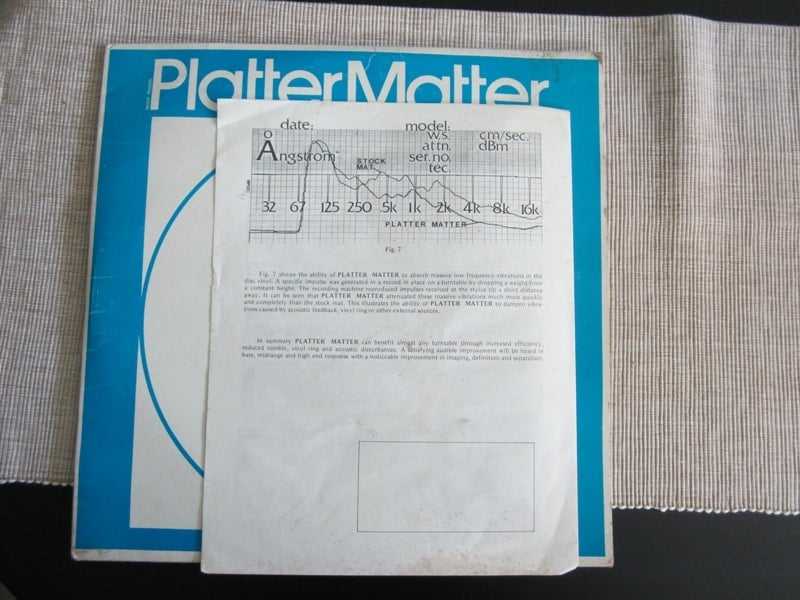 Platter Matter
date:
model:
w.s.
cm/sec.
attn.
dBm
Ångstrom
ser.no.
STOCK
MAT.
tec.
32 67 125 250 .5k 1k 2k 4k 8k 16k
PLATTER MATTER
Fig. 7
Fig. 7 shows the ability of PLATTER MATTER to absorb massive low frequency vibrations in the
disc vinyl. A specific impulse was generated in a record in place on a turntable by dropping a weight from
a constant height. The recording machine reproduced impulses received at the stylus tip a short distance
away. It can be seen that PLATTER MATTER attenuated these massive vibrations much more quickly
and completely than the stock mat. This illustrates the ability of PLATTER MATTER to dampen vibra-
tions caused by acoustic feedback, vinyl ring or other external sources.
In summary PLATTER MATTER can benefit almost any turntable through increased efficiency,
reduced rumble, vinyl ring and acoustic disturbances. A satisfying audible improvement will be heard in
bass, midrange and high end response with a noticeable improvement in imaging, definition and separation.